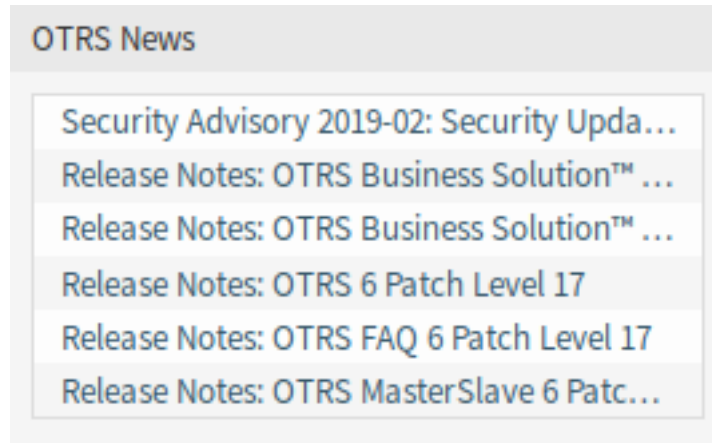 OTRS News
Security Advisory 2019-02: Security Upda...
Release Notes: OTRS Business Solution™ ...
Release Notes: OTRS Business Solution™ ...
Release Notes: OTRS 6 Patch Level 17
Release Notes: OTRS FAQ 6 Patch Level 17
Release Notes: OTRS MasterSlave 6 Patc...